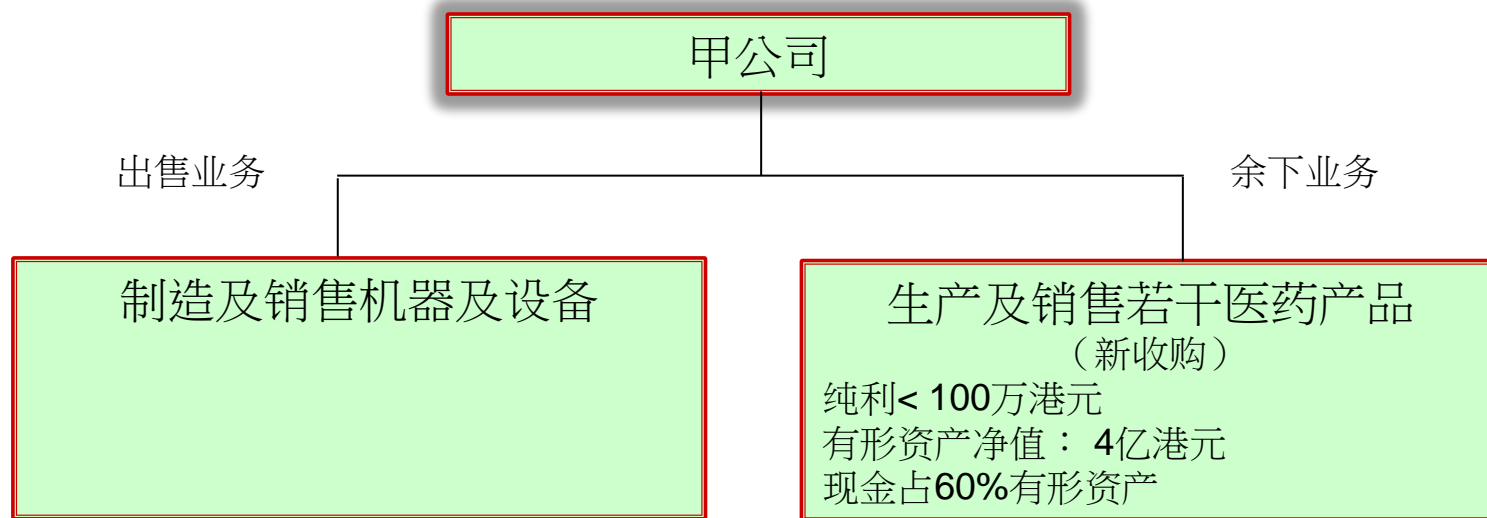 甲公司
出售业务
余下业务
制造及销售机器及设备
生产及销售若干医药产品
（新收购）
纯利< 100万港元
有形资产净值： 4亿港元
现金占60%有形资产